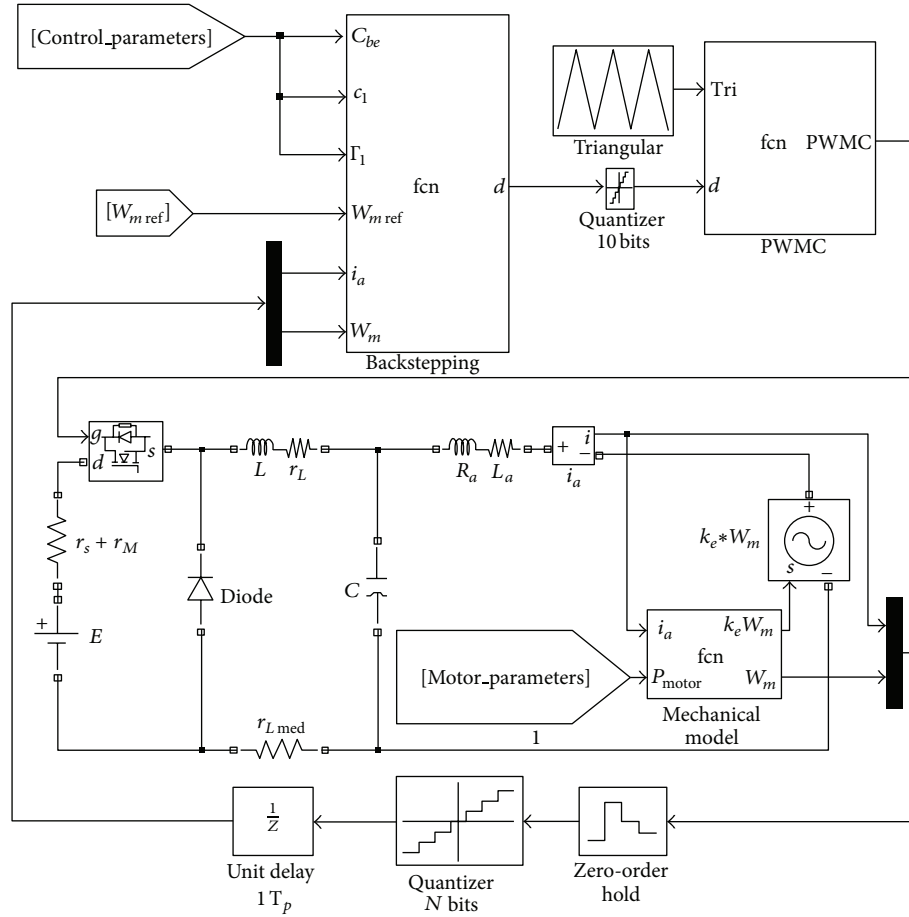 [Control_parameters]
C_be
c_1
Γ_1
[W_m ref]
W_m ref
i_a
W_m
fcn
d
Backstepping
Triangular
Quantizer
10 bits
Tri
fcn
PWMC
d
PWMC
g
d
s
L
r_L
R_a
L_a
+
i
−
i_a
r_s + r_M
+
E
Diode
C
k_e*W_m
+
s
−
[Motor_parameters]
1
i_a
k_eW_m
fcn
P_motor
W_m
Mechanical
model
r_L med
1/Z
Unit delay
1 T_p
Quantizer
N bits
Zero-order
hold